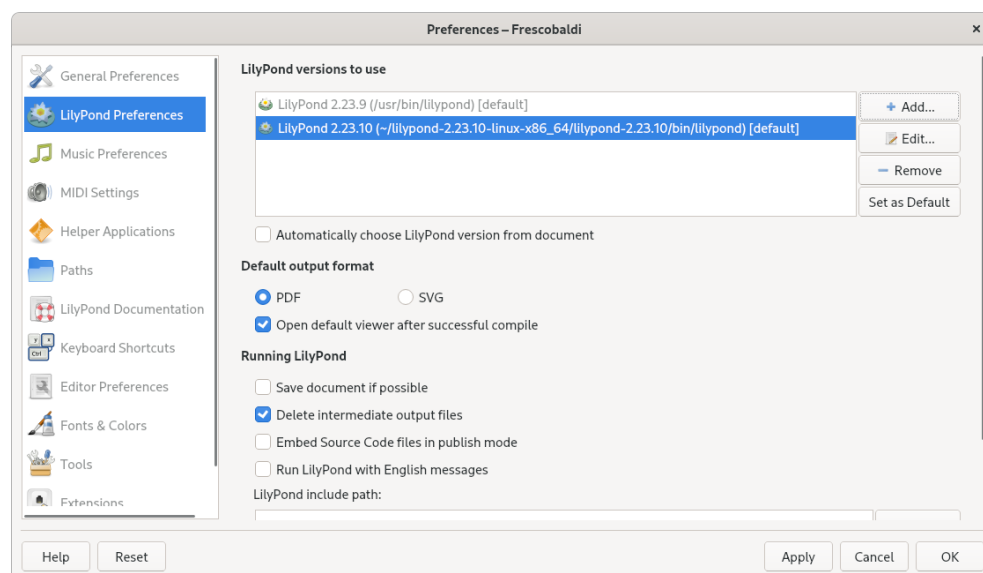 Preferences – Frescobaldi
×
General Preferences
LilyPond Preferences
Music Preferences
MIDI Settings
Helper Applications
Paths
LilyPond Documentation
Keyboard Shortcuts
Editor Preferences
Fonts & Colors
Tools
Extensions
LilyPond versions to use
LilyPond 2.23.9 (/usr/bin/lilypond) [default]
LilyPond 2.23.10 (~/lilypond-2.23.10-linux-x86_64/lilypond-2.23.10/bin/lilypond) [default]
Add...
Edit...
Remove
Set as Default
Automatically choose LilyPond version from document
Default output format
PDF SVG
Open default viewer after successful compile
Running LilyPond
Save document if possible
Delete intermediate output files
Embed Source Code files in publish mode
Run LilyPond with English messages
LilyPond include path:
Help Reset Apply Cancel OK